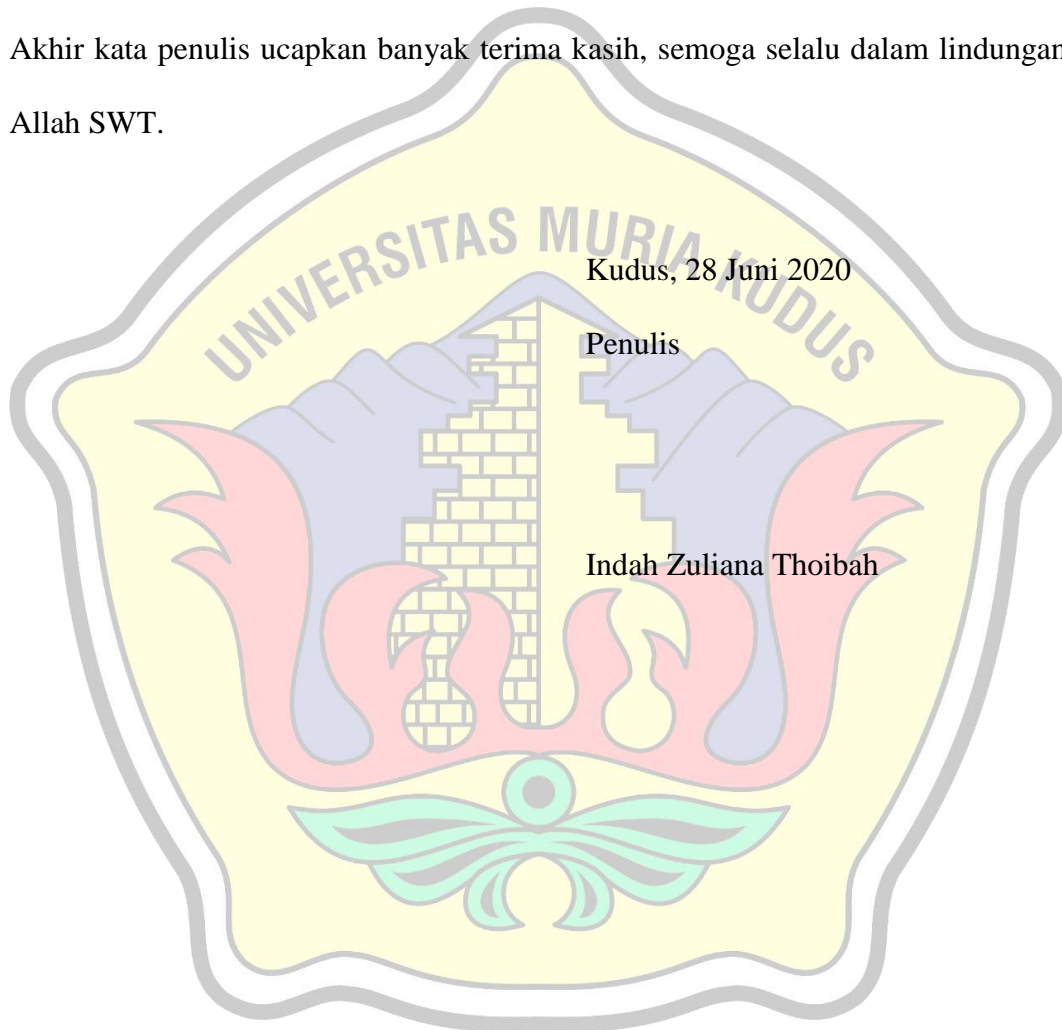 Akhir kata penulis ucapkan banyak terima kasih, semoga selalu dalam lindungan
Allah SWT.
UNIVERSITAS MURIA KUDUS
Kudus, 28 Juni 2020
Penulis
Indah Zuliana Thoibah